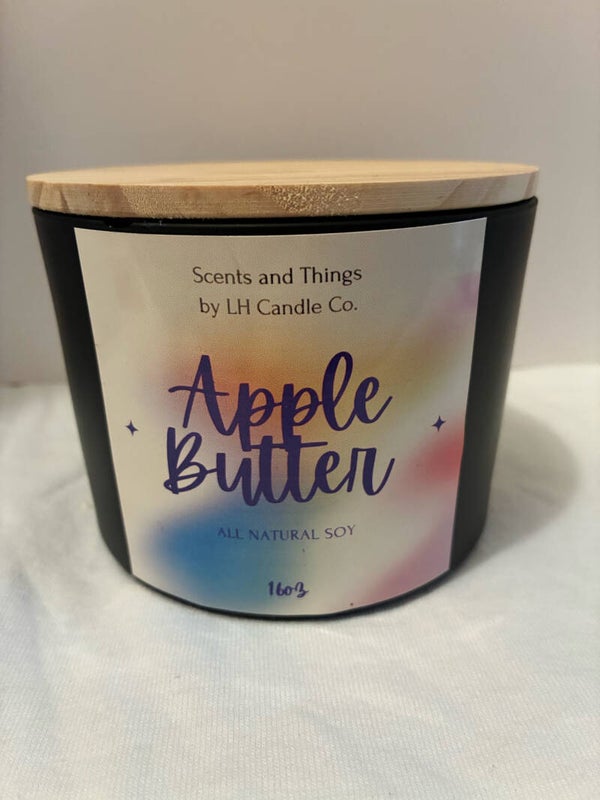 Scents and Things
by LH Candle Co.
Apple
Butter
ALL NATURAL SOY
16oz